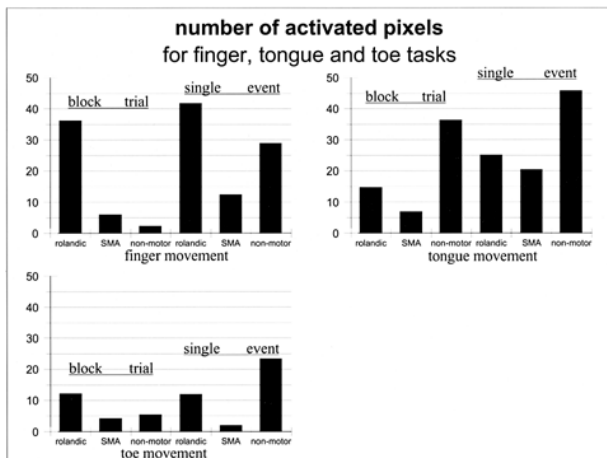 number of activated pixels
for finger, tongue and toe tasks
50
40
30
20
10
0
block trial
single event
rolandic SMA non-motor rolandic SMA non-motor
finger movement
50
40
30
20
10
0
block trial
single event
rolandic SMA non-motor rolandic SMA non-motor
tongue movement
50
40
30
20
10
0
block trial
single event
rolandic SMA non-motor rolandic SMA non-motor
toe movement